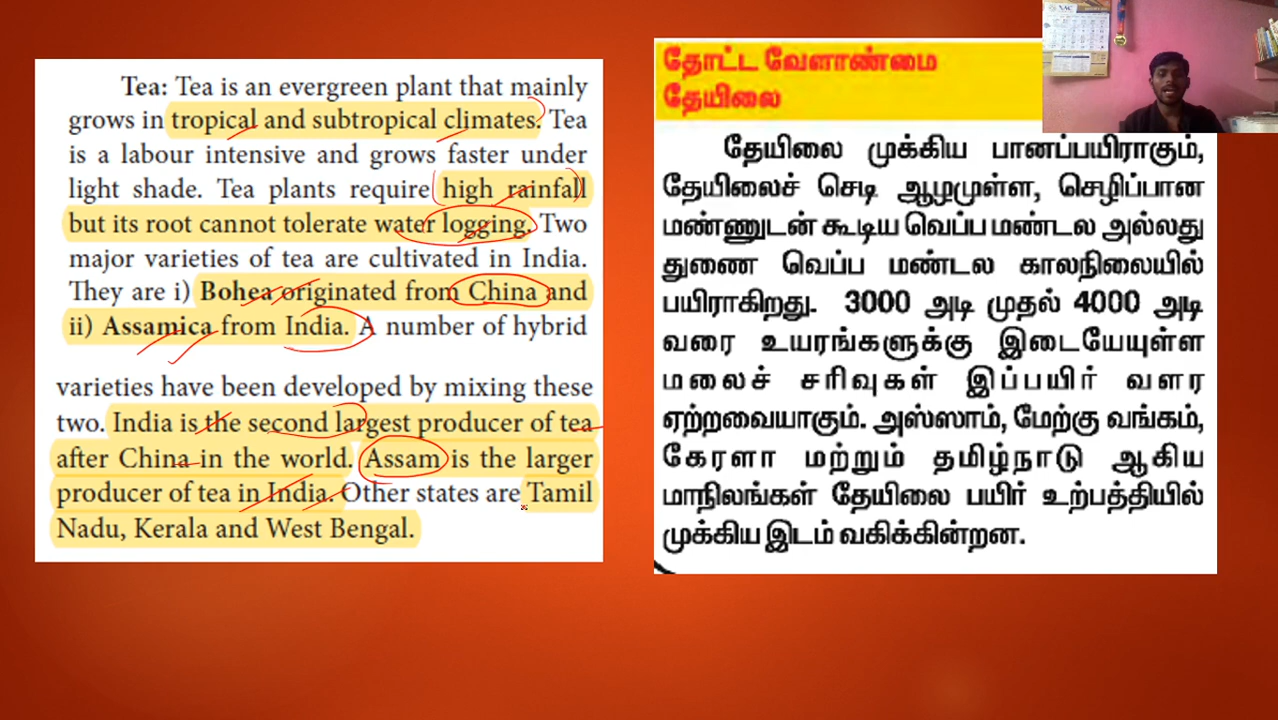 Tea: Tea is an evergreen plant that mainly
grows in tropical and subtropical climates. Tea
is a labour intensive and grows faster under
light shade. Tea plants require high rainfall
but its root cannot tolerate water logging. Two
major varieties of tea are cultivated in India.
They are i) Bohea originated from China and
ii) Assamica from India. A number of hybrid
varieties have been developed by mixing these
two. India is the second largest producer of tea
after China in the world. Assam is the larger
producer of tea in India. Other states are Tamil
Nadu, Kerala and West Bengal.
தோட்ட வேளாண்மை
தேயிலை
தேயிலை முக்கிய பானப்பயிராகும்,
தேயிலைச் செடி ஆழமுள்ள, செழிப்பான
மண்ணுடன் கூடிய வெப்ப மண்டல அல்லது
துணை வெப்ப மண்டல காலநிலையில்
பயிராகிறது. 3000 அடி முதல் 4000 அடி
வரை உயரங்களுக்கு இடையேயுள்ள
மலைச் சரிவுகள் இப்பயிர் வளர
ஏற்றவையாகும். அஸ்ஸாம், மேற்கு வங்கம்,
கேரளா மற்றும் தமிழ்நாடு ஆகிய
மாநிலங்கள் தேயிலை பயிர் உற்பத்தியில்
முக்கிய இடம் வகிக்கின்றன.